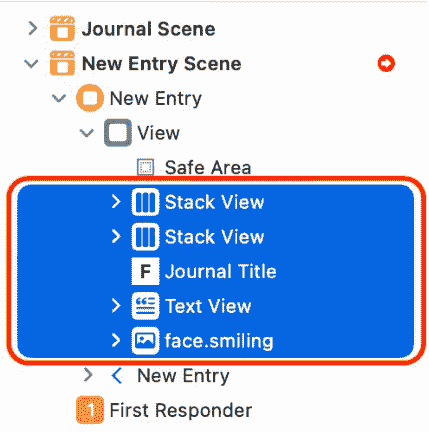 Journal Scene
New Entry Scene
New Entry
View
Safe Area
Stack View
Stack View
F Journal Title
Text View
face.smiling
New Entry
1 First Responder